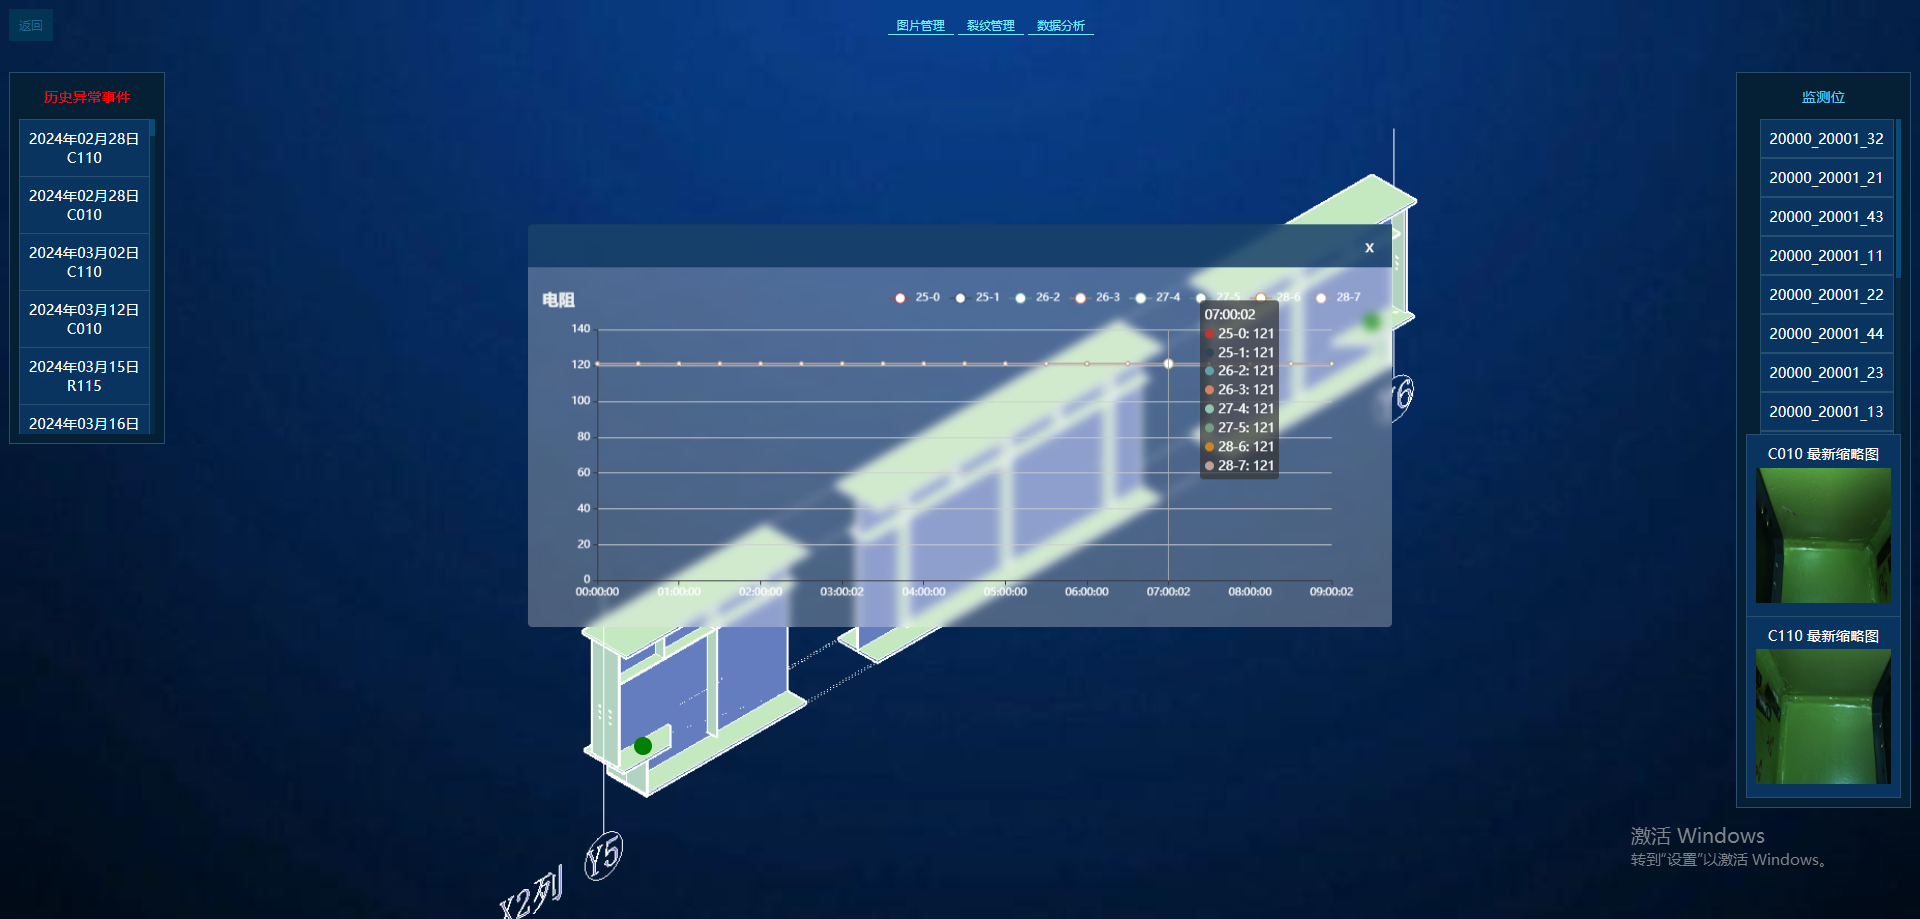 返回
图片管理 裂纹管理 数据分析
历史异常事件
2024年02月28日
C110
2024年02月28日
C010
2024年03月02日
C110
2024年03月12日
C010
2024年03月15日
R115
2024年03月16日
x
电阻
25-0 25-1 26-2 26-3 27-4 27-5 28-6 28-7
140
120
100
80
60
40
20
0
00:00:00 01:00:00 02:00:00 03:00:02 04:00:00 05:00:00 06:00:00 07:00:02 08:00:00 09:00:02
07:00:02
25-0: 121
25-1: 121
26-2: 121
26-3: 121
27-4: 121
27-5: 121
28-6: 121
28-7: 121
Y6
Y5
X2列
监测位
20000_20001_32
20000_20001_21
20000_20001_43
20000_20001_11
20000_20001_22
20000_20001_44
20000_20001_23
20000_20001_13
C010 最新缩略图
C110 最新缩略图
激活 Windows
转到"设置"以激活 Windows。